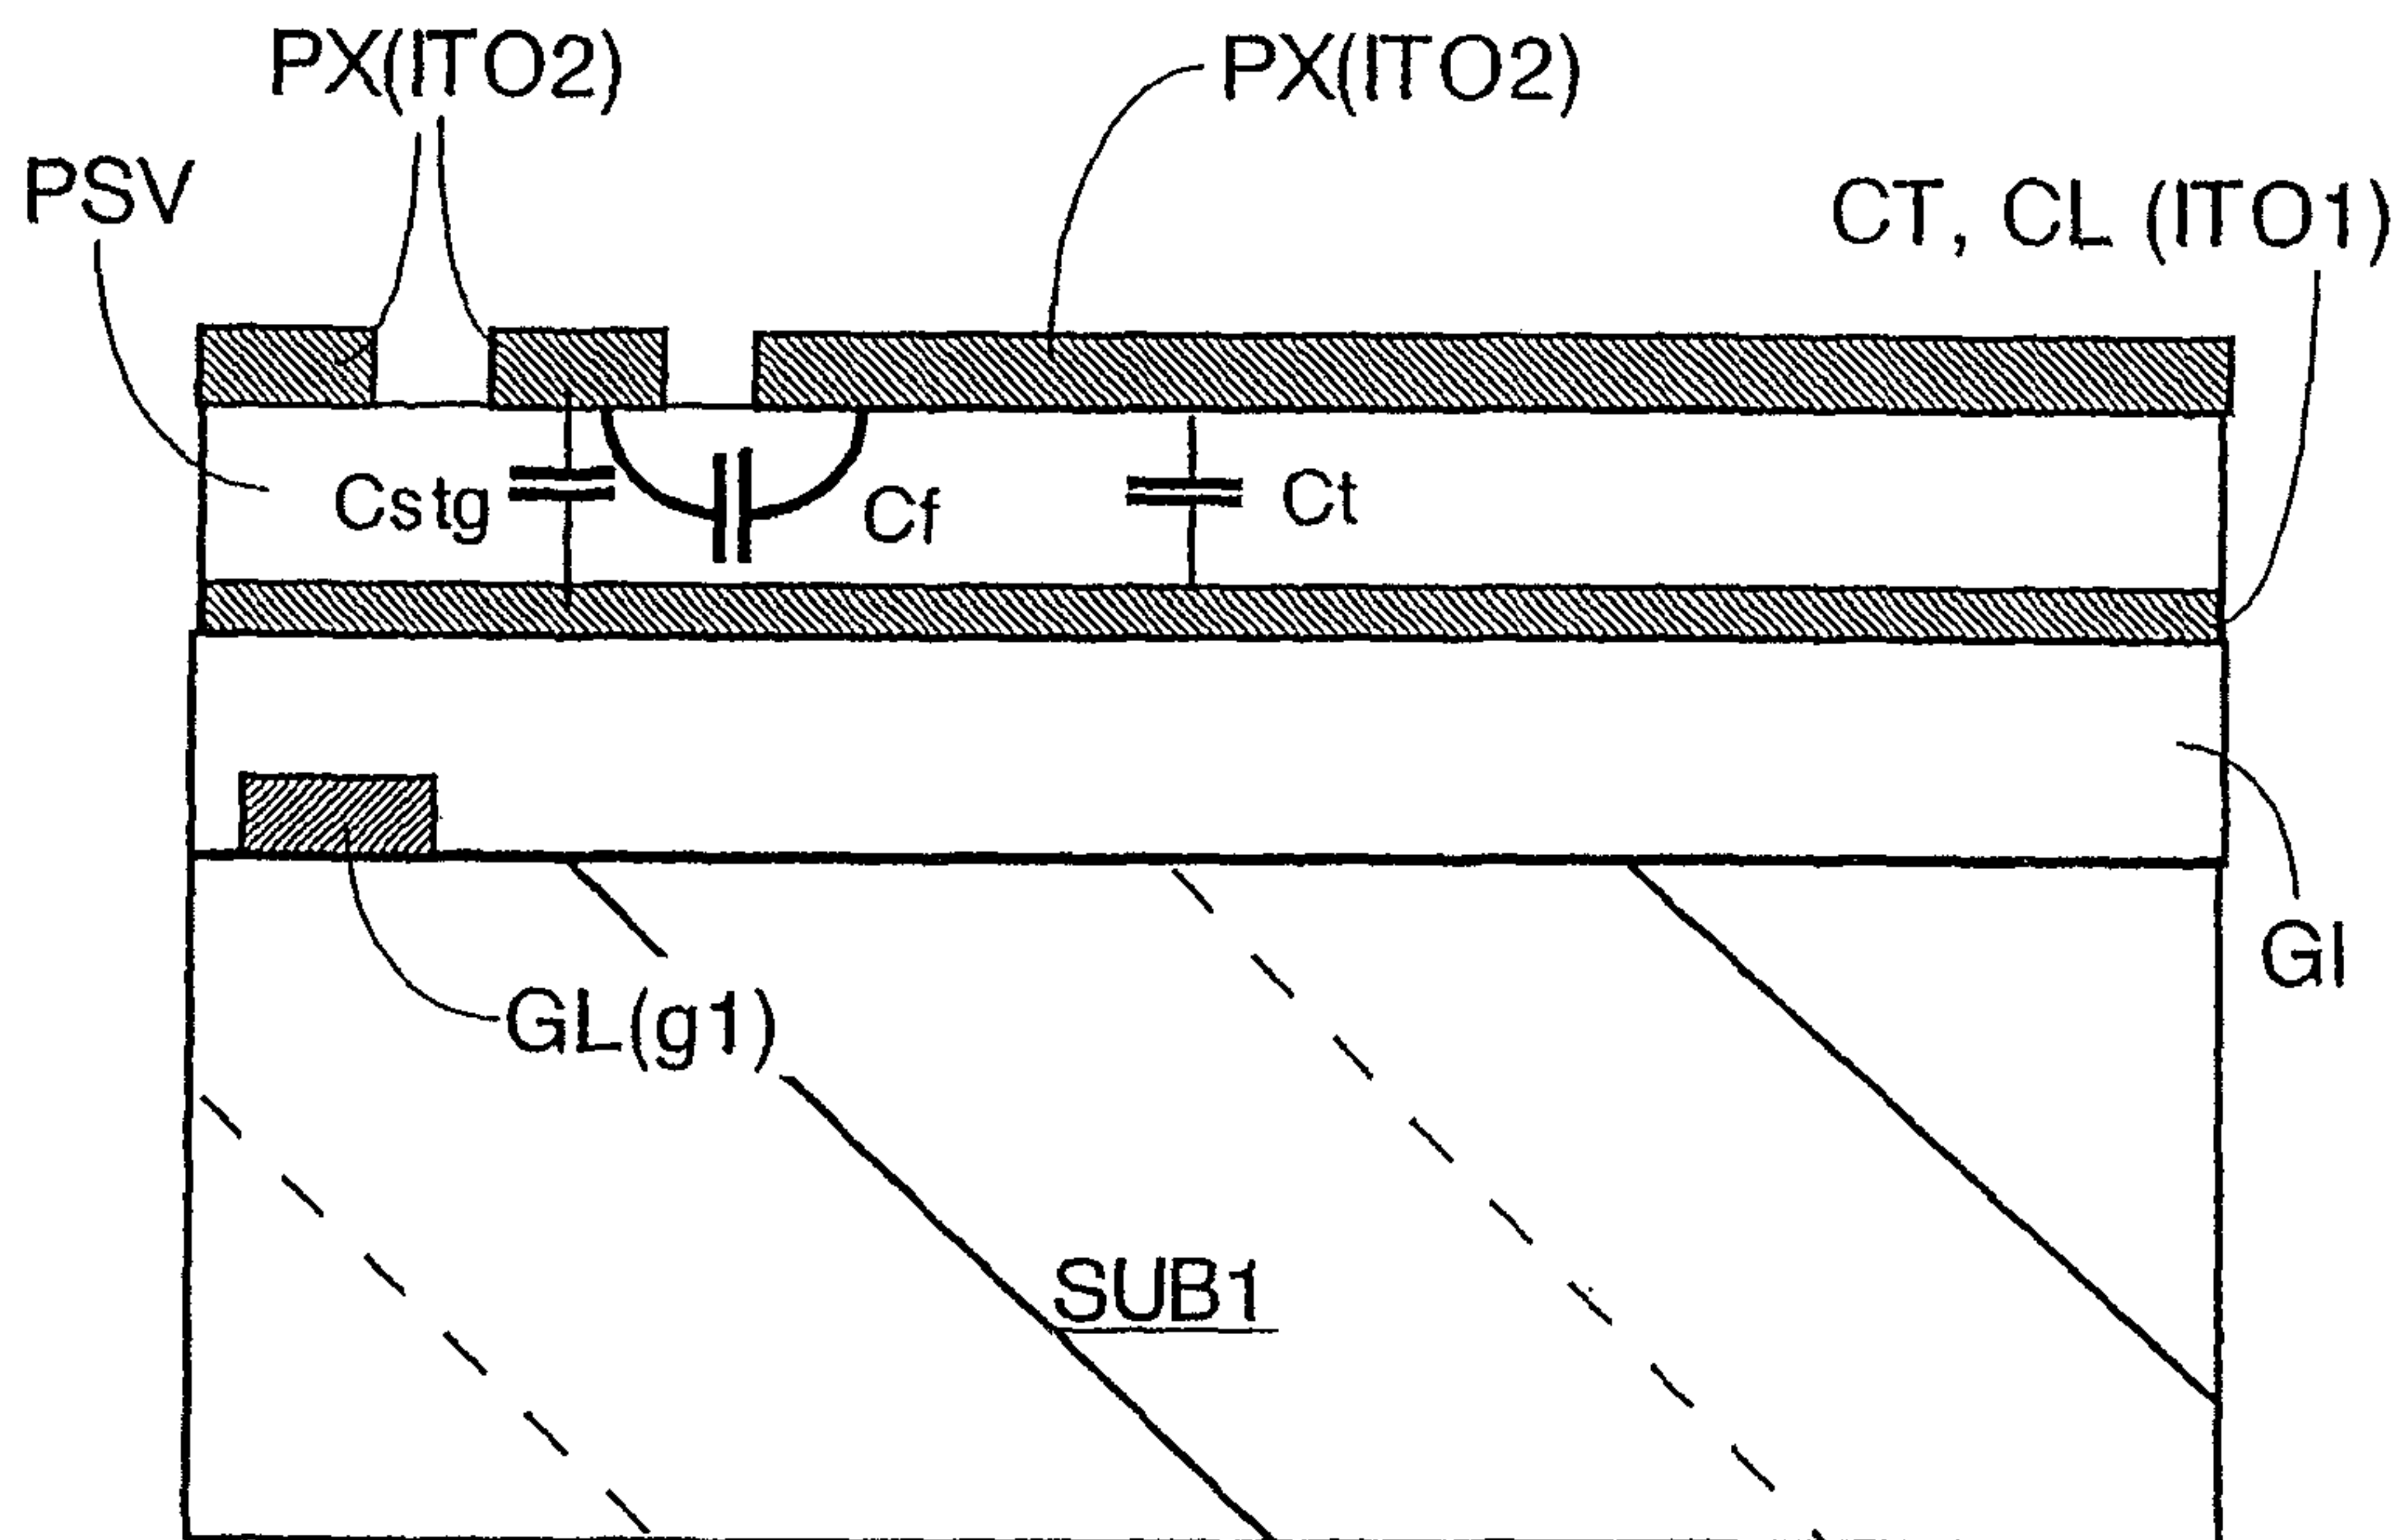 PX(ITO2)
PX(ITO2)
PSV
CT, CL (ITO1)
Cstg
Cf
Ct
GI
GL(g1)
SUB1